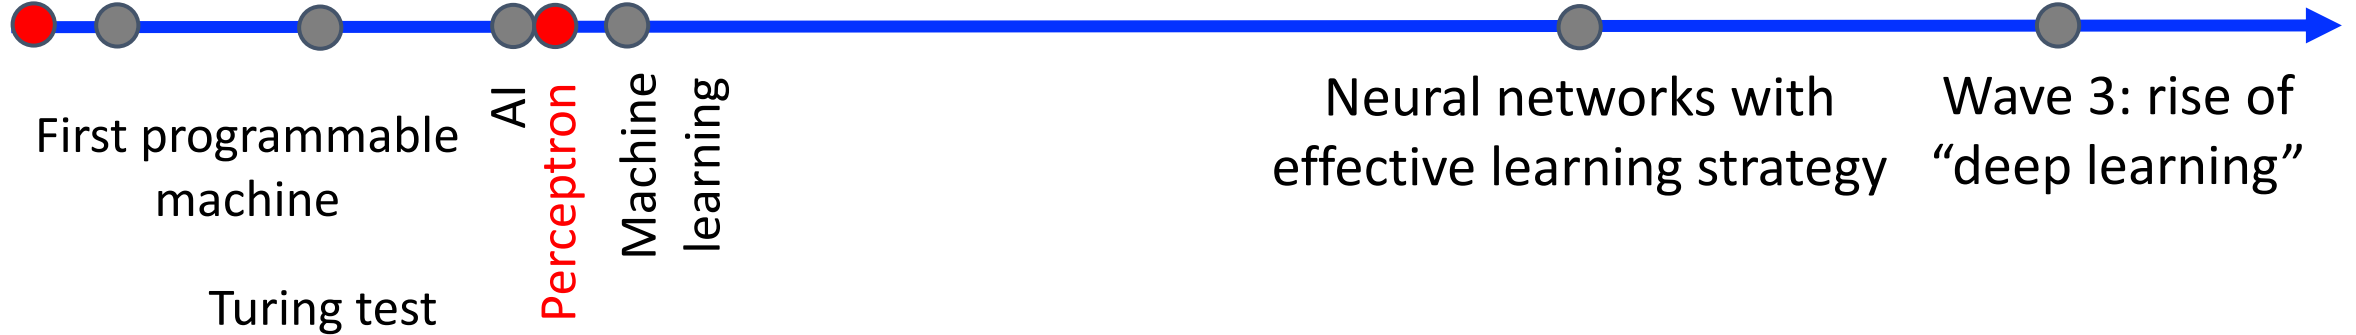 First programmable
machine
Turing test
AI
Perceptron
Machine
learning
Neural networks with
effective learning strategy
Wave 3: rise of
“deep learning”